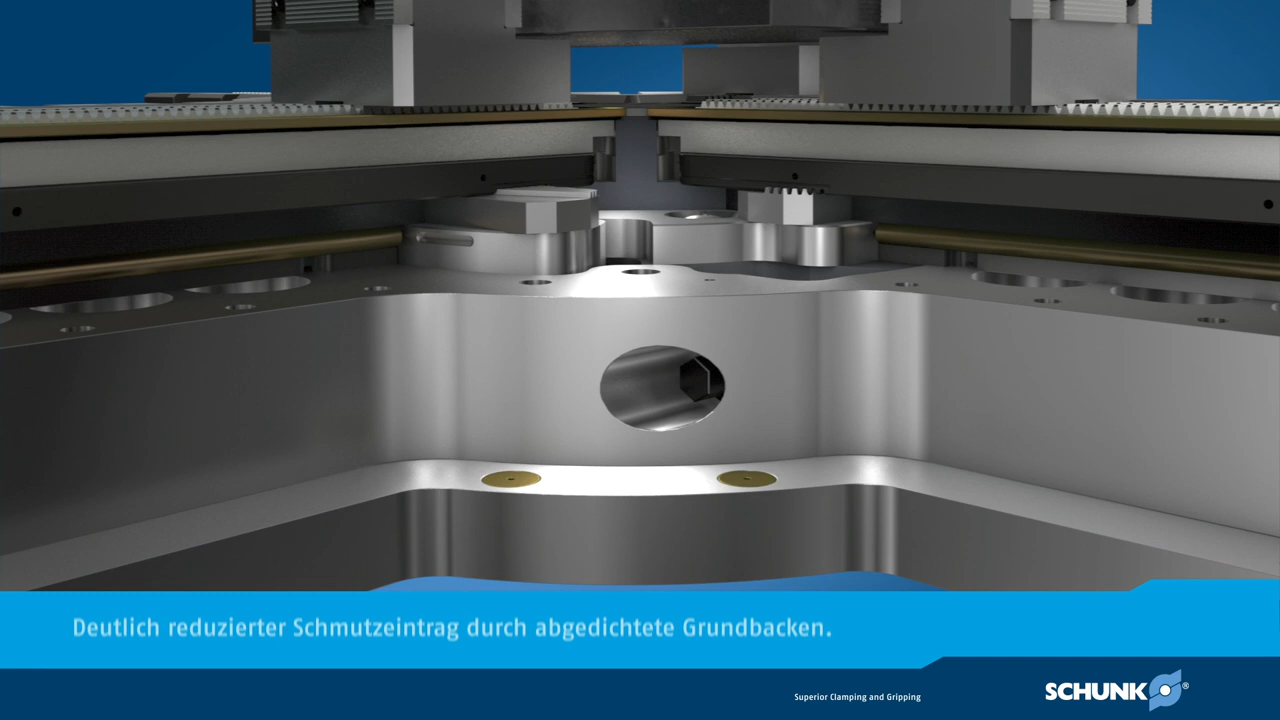 Deutlich reduzierter Schmutzeintrag durch abgedichtete Grundbacken.
Superior Clamping and Gripping
SCHUNK®